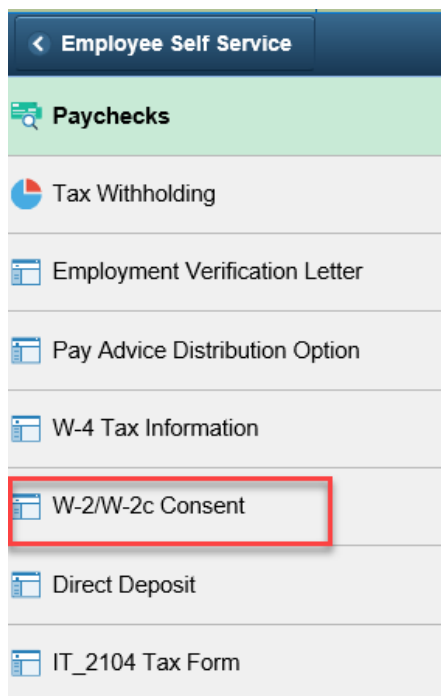 Employee Self Service
Paychecks
Tax Withholding
Employment Verification Letter
Pay Advice Distribution Option
W-4 Tax Information
W-2/W-2c Consent
Direct Deposit
IT_2104 Tax Form